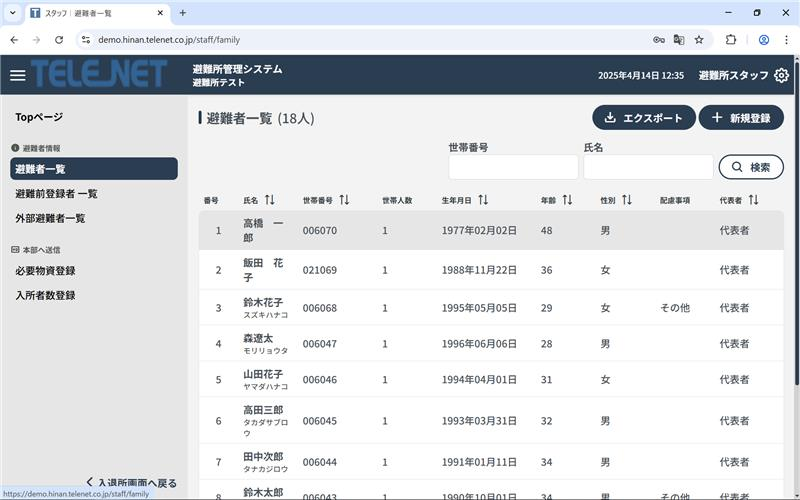 スタッフ｜避難者一覧
demo.hinan.telenet.co.jp/staff/family
TELE.NET
避難所管理システム
避難所テスト
2025年4月14日 12:35
避難所スタッフ
Topページ
避難者情報
避難者一覧
避難前登録者 一覧
外部避難者一覧
本部へ送信
必要物資登録
入所者数登録
入退所画面へ戻る
https://demo.hinan.telenet.co.jp/staff/family
避難者一覧 (18人)
エクスポート
新規登録
世帯番号
氏名
検索
番号 氏名 世帯番号 世帯人数 生年月日 年齢 性別 配慮事項 代表者
1 高橋　一郎 006070 1 1977年02月02日 48 男 代表者
2 飯田　花子 021069 1 1988年11月22日 36 女 代表者
3 鈴木花子 006068 1 1995年05月05日 29 女 その他 代表者
スズキハナコ
4 森遼太 006047 1 1996年06月06日 28 男 代表者
モリリョウタ
5 山田花子 006046 1 1994年04月01日 31 女 代表者
ヤマダハナコ
6 高田三郎 006045 1 1993年03月31日 32 男 代表者
タカダサブロウ
7 田中次郎 006044 1 1991年01月11日 34 男 代表者
タナカジロウ
8 鈴木太郎 006043 1 1990年10月01日 34 男 その他 代表者